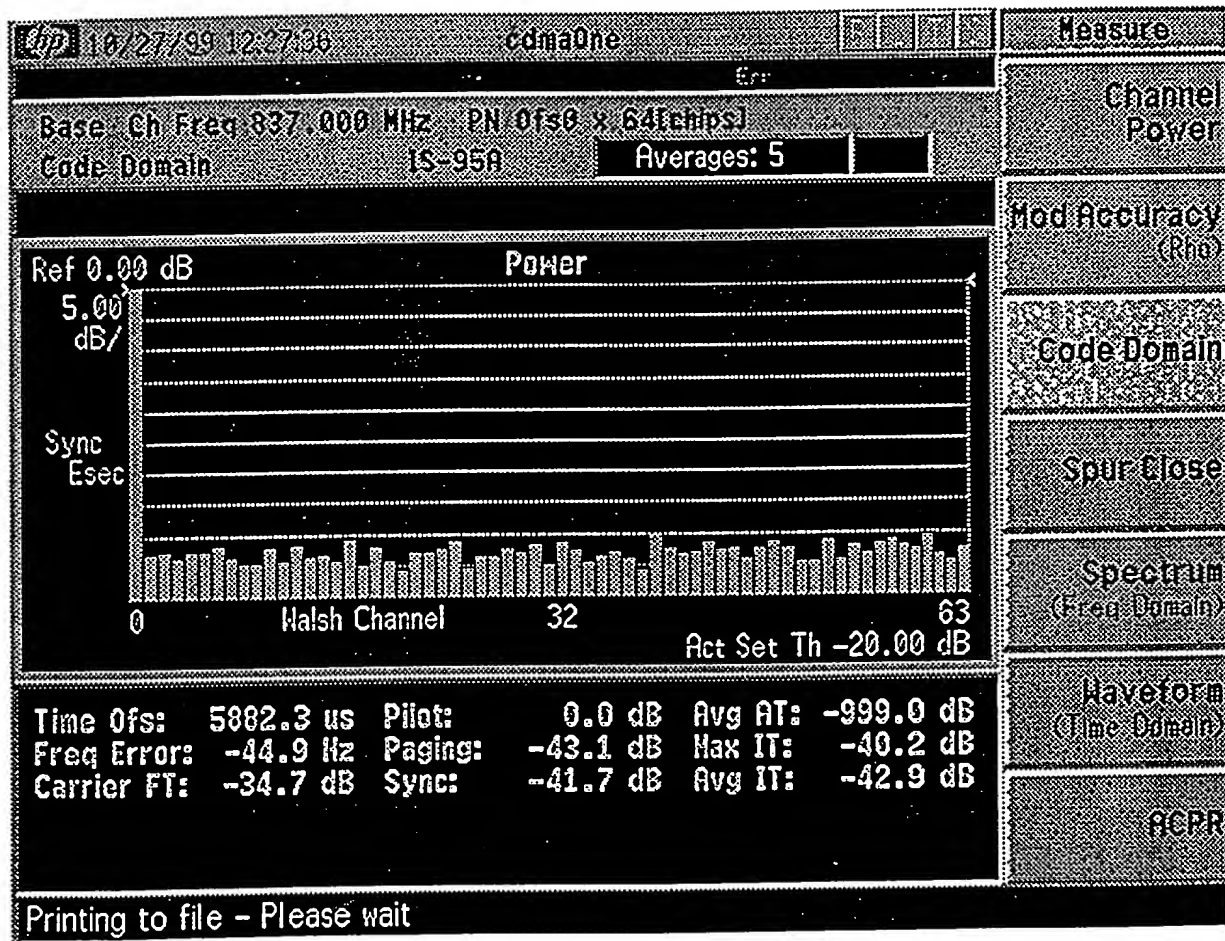 hp 10/27/99 12:27:36 cdmaOne
Err
Base Ch Freq 837.000 MHz PN Ofs0 x 64[chips]
Code Domain IS-95A Averages: 5
Ref 0.00 dB Power
5.00
dB/
Sync
Esec
0 Walsh Channel 32 63
Act Set Th -20.00 dB
Time Ofs: 5882.3 us Pilot: 0.0 dB Avg AT: -999.0 dB
Freq Error: -44.9 Hz Paging: -43.1 dB Max IT: -40.2 dB
Carrier FT: -34.7 dB Sync: -41.7 dB Avg IT: -42.9 dB
Printing to file - Please wait
Measure
Channel
Power
Mod Accuracy
(Rho)
Code Domain
Spur Close
Spectrum
(Freq Domain)
Waveform
(Time Domain)
ACPR